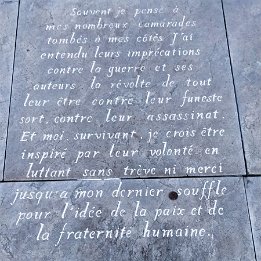 Souvent je pense à
mes nombreux camarades
tombés à mes côtés J'ai
entendu leurs imprécations
contre la guerre et ses
auteurs la révolte de tout
leur être contre leur funeste
sort, contre leur assassinat.
Et moi, survivant, je crois être
inspiré par leur volonté en
luttant sans trève ni merci
jusqu'a mon dernier souffle
pour l'idée de la paix et de
la fraternité humaine.